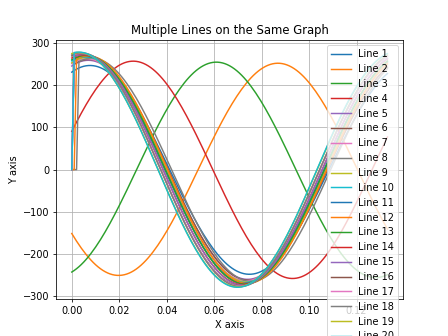 Multiple Lines on the Same Graph
300
200
100
0
−100
−200
−300
Y axis
0.00
0.02
0.04
0.06
0.08
0.10
X axis
Line 1
Line 2
Line 3
Line 4
Line 5
Line 6
Line 7
Line 8
Line 9
Line 10
Line 11
Line 12
Line 13
Line 14
Line 15
Line 16
Line 17
Line 18
Line 19
Line 20